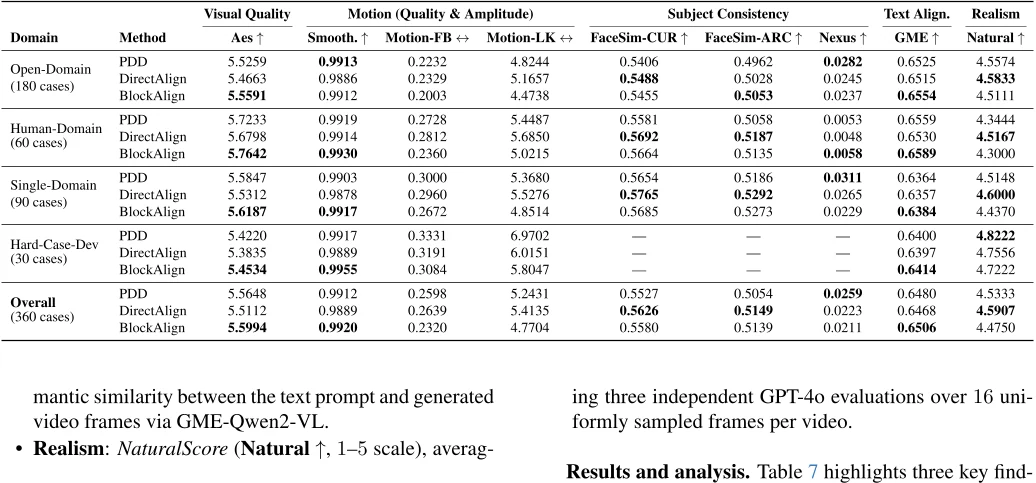 Visual Quality Motion (Quality & Amplitude) Subject Consistency Text Align. Realism
Domain Method Aes ↑ Smooth. ↑ Motion-FB ↔ Motion-LK ↔ FaceSim-CUR ↑ FaceSim-ARC ↑ Nexus ↑ GME ↑ Natural ↑
Open-Domain (180 cases)
PDD 5.5259 0.9913 0.2232 4.8244 0.5406 0.4962 0.0282 0.6525 4.5574
DirectAlign 5.4663 0.9886 0.2329 5.1657 0.5488 0.5028 0.0245 0.6515 4.5833
BlockAlign 5.5591 0.9912 0.2003 4.4738 0.5455 0.5053 0.0237 0.6554 4.5111
Human-Domain (60 cases)
PDD 5.7233 0.9919 0.2728 5.4487 0.5581 0.5058 0.0053 0.6559 4.3444
DirectAlign 5.6798 0.9914 0.2812 5.6850 0.5692 0.5187 0.0048 0.6530 4.5167
BlockAlign 5.7642 0.9930 0.2360 5.0215 0.5664 0.5135 0.0058 0.6589 4.3000
Single-Domain (90 cases)
PDD 5.5847 0.9903 0.3000 5.3680 0.5654 0.5186 0.0311 0.6364 4.5148
DirectAlign 5.5312 0.9878 0.2960 5.5276 0.5765 0.5292 0.0265 0.6357 4.6000
BlockAlign 5.6187 0.9917 0.2672 4.8514 0.5685 0.5273 0.0229 0.6384 4.4370
Hard-Case-Dev (30 cases)
PDD 5.4220 0.9917 0.3331 6.9702 — — — 0.6400 4.8222
DirectAlign 5.3835 0.9889 0.3191 6.0151 — — — 0.6397 4.7556
BlockAlign 5.4534 0.9955 0.3084 5.8047 — — — 0.6414 4.7222
Overall (360 cases)
PDD 5.5648 0.9912 0.2598 5.2431 0.5527 0.5054 0.0259 0.6480 4.5333
DirectAlign 5.5112 0.9889 0.2639 5.4135 0.5626 0.5149 0.0223 0.6468 4.5907
BlockAlign 5.5994 0.9920 0.2320 4.7704 0.5580 0.5139 0.0211 0.6506 4.4750
mantic similarity between the text prompt and generated
video frames via GME-Qwen2-VL.
• Realism: NaturalScore (Natural ↑, 1–5 scale), averag-
ing three independent GPT-4o evaluations over 16 uni-
formly sampled frames per video.
Results and analysis. Table 7 highlights three key find-